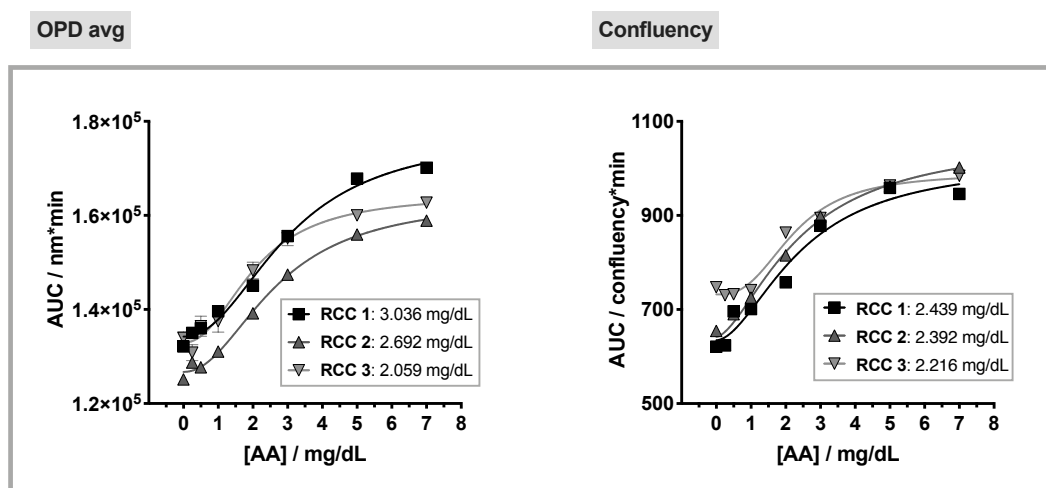 OPD avg
Confluency
AUC / nm*min
1.8×10⁵
1.6×10⁵
1.4×10⁵
1.2×10⁵
RCC 1: 3.036 mg/dL
RCC 2: 2.692 mg/dL
RCC 3: 2.059 mg/dL
0 1 2 3 4 5 6 7 8
[AA] / mg/dL
AUC / confluency*min
1100
900
700
500
RCC 1: 2.439 mg/dL
RCC 2: 2.392 mg/dL
RCC 3: 2.216 mg/dL
0 1 2 3 4 5 6 7 8
[AA] / mg/dL